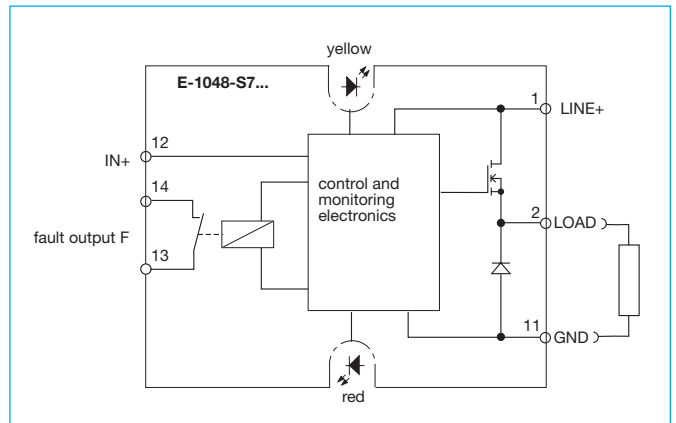 yellow
E-1048-S7...
1
LINE+
12
IN+
14
control and
monitoring
electronics
2
LOAD
fault output F
13
11
GND
red